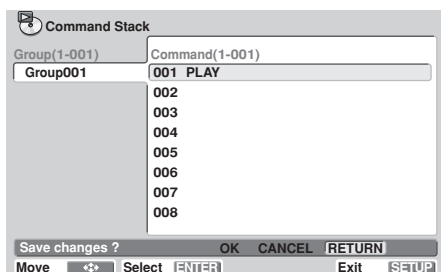 Command Stack
Group(1-001) Command(1-001)
Group001 001 PLAY
002
003
004
005
006
007
008
Save changes ? OK CANCEL RETURN
Move Select ENTER Exit SETUP